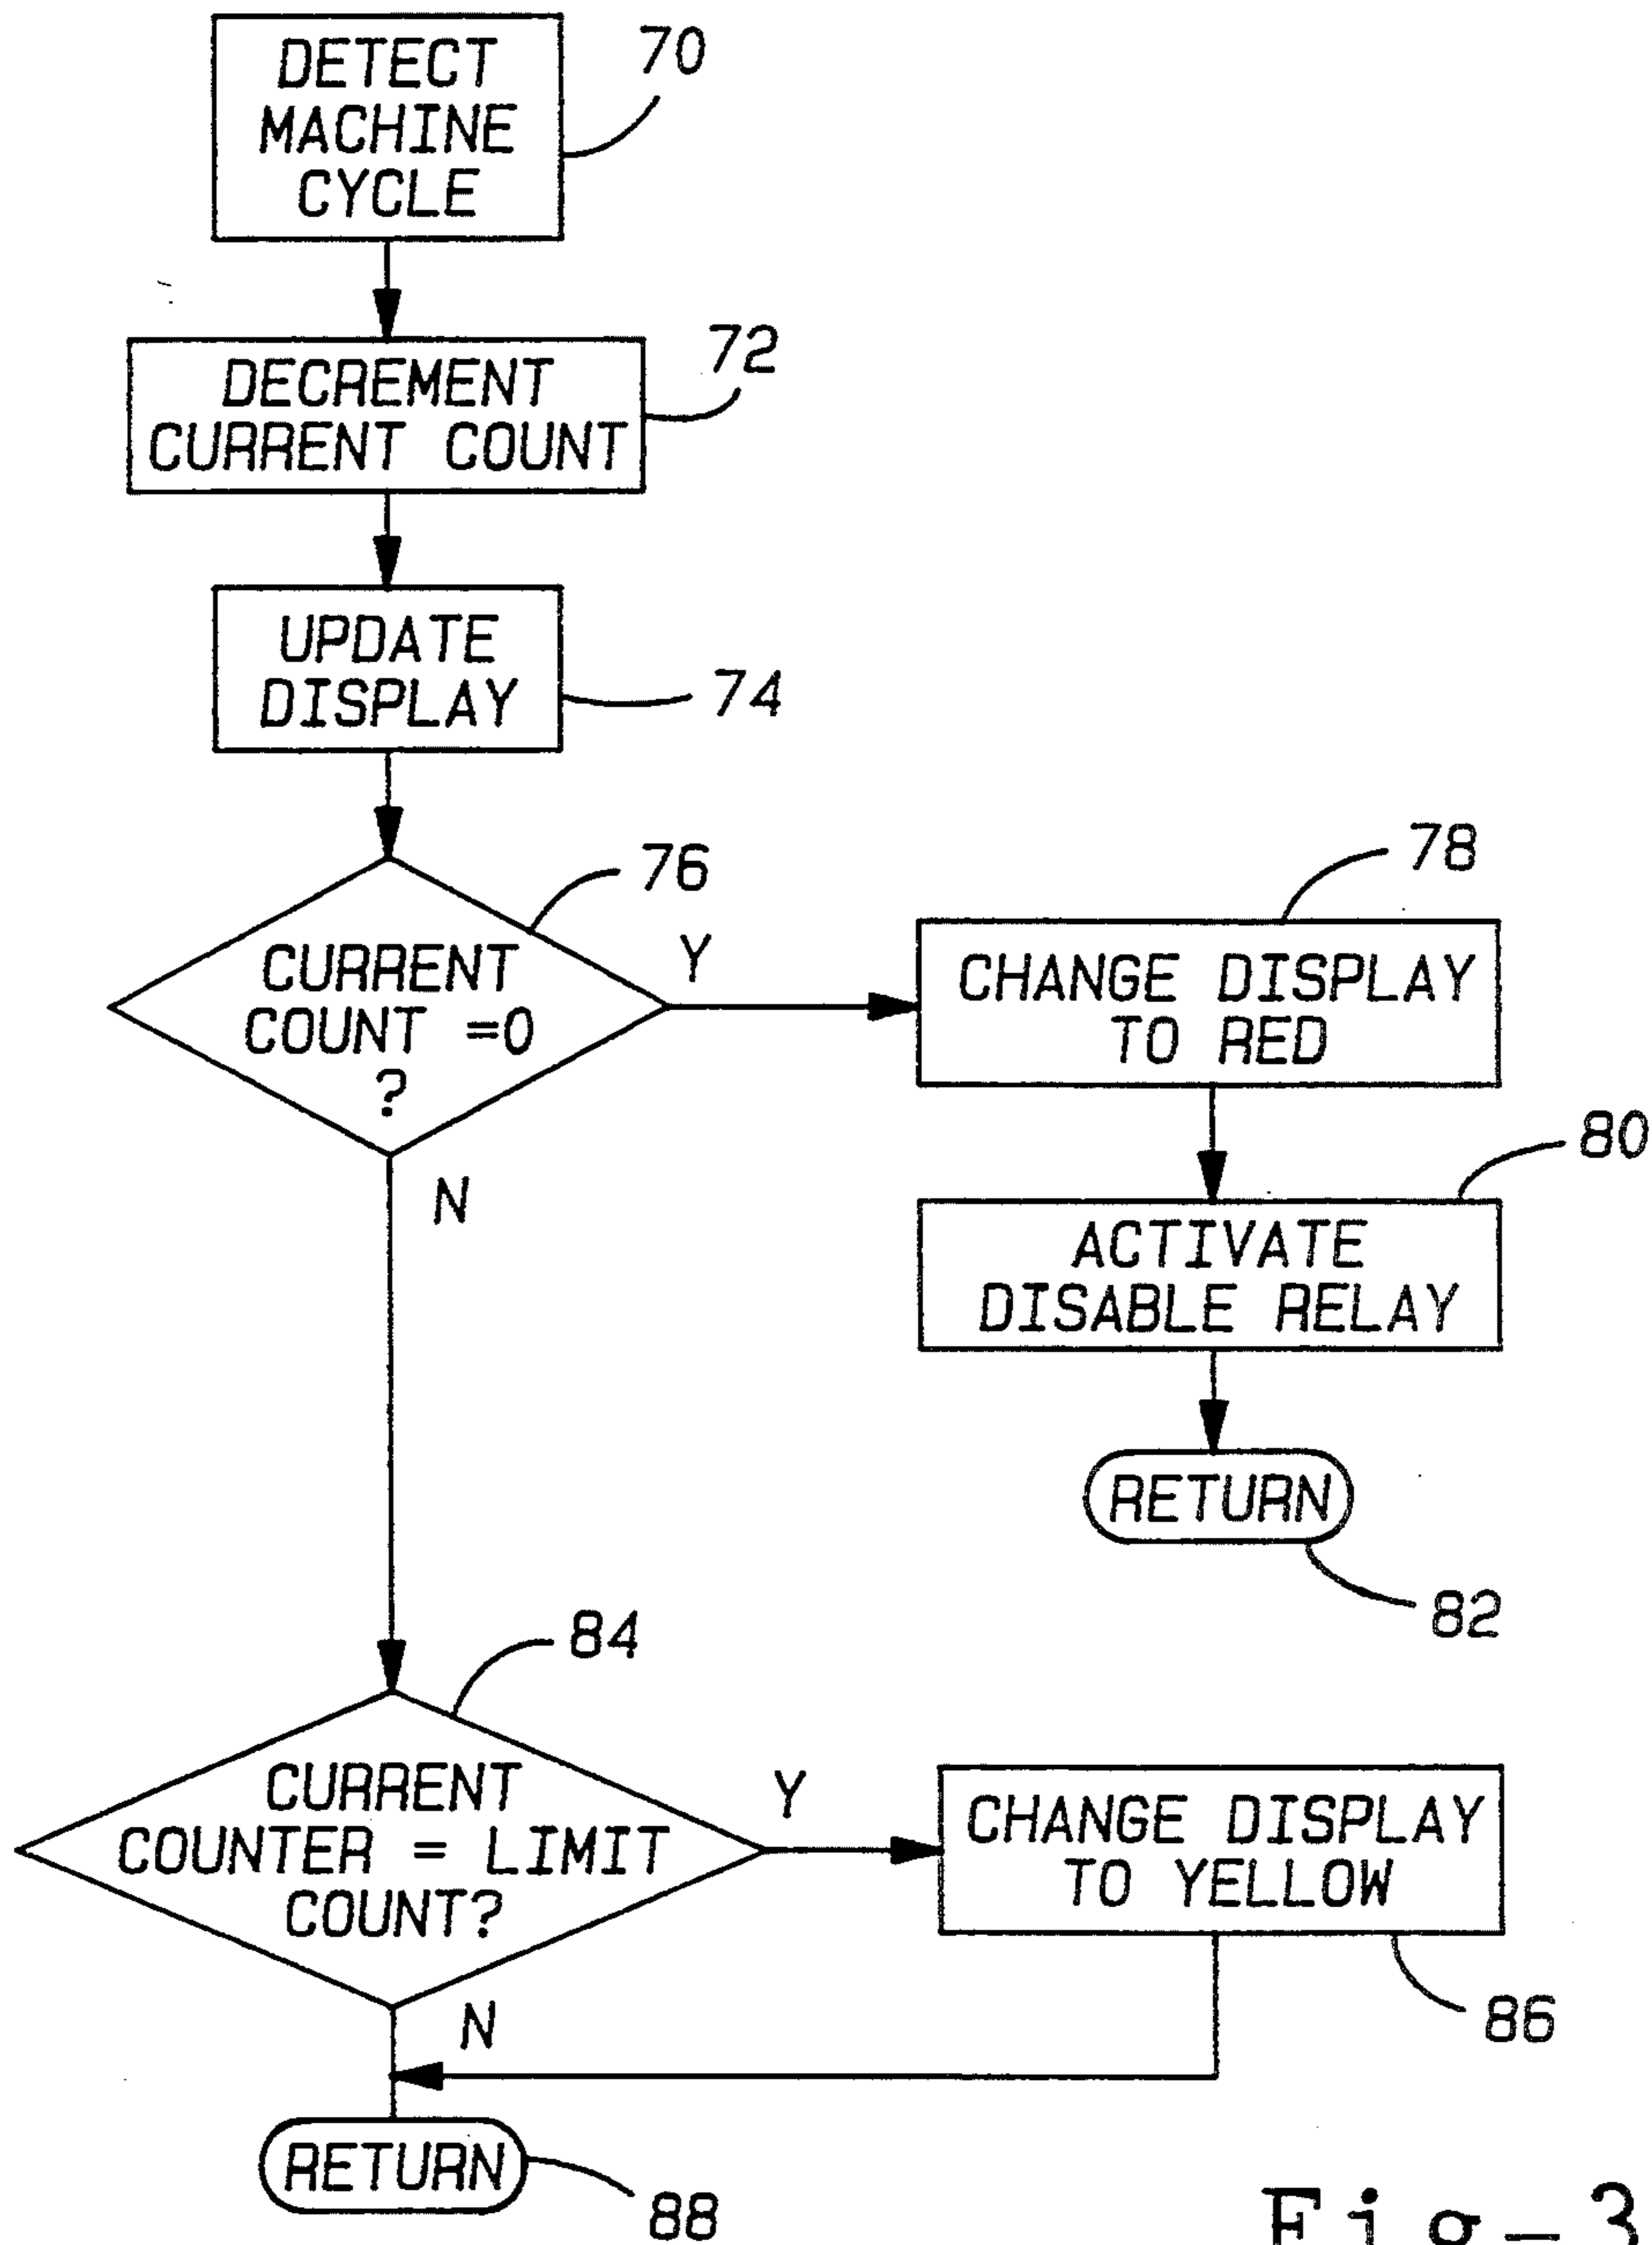 DETECT
MACHINE
CYCLE
70
DECREMENT
CURRENT COUNT
72
UPDATE
DISPLAY
74
CURRENT
COUNT =0
?
76
Y
N
CHANGE DISPLAY
TO RED
78
ACTIVATE
DISABLE RELAY
80
RETURN
82
CURRENT
COUNTER = LIMIT
COUNT?
84
Y
N
CHANGE DISPLAY
TO YELLOW
86
RETURN
88
Fig-3